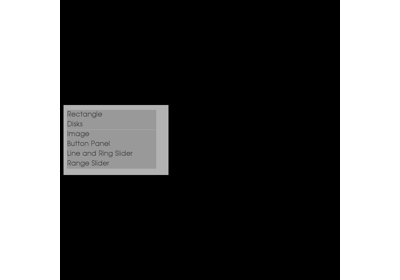 Rectangle
Disks
Image
Button Panel
Line and Ring Slider
Range Slider